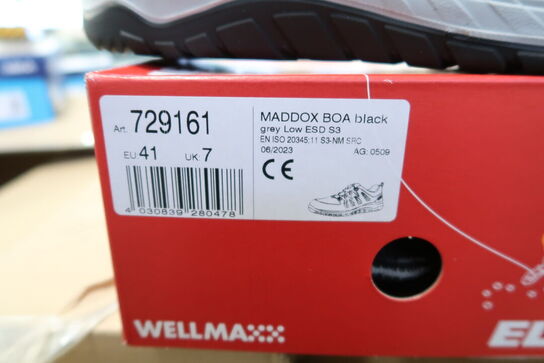 Art. 729161
EU: 41 UK: 7
4 030839 280478
MADDOX BOA black
grey Low ESD S3
EN ISO 20345:11 S3-NM SRC
06/2023 AG: 0509
CE
WELLMAXX